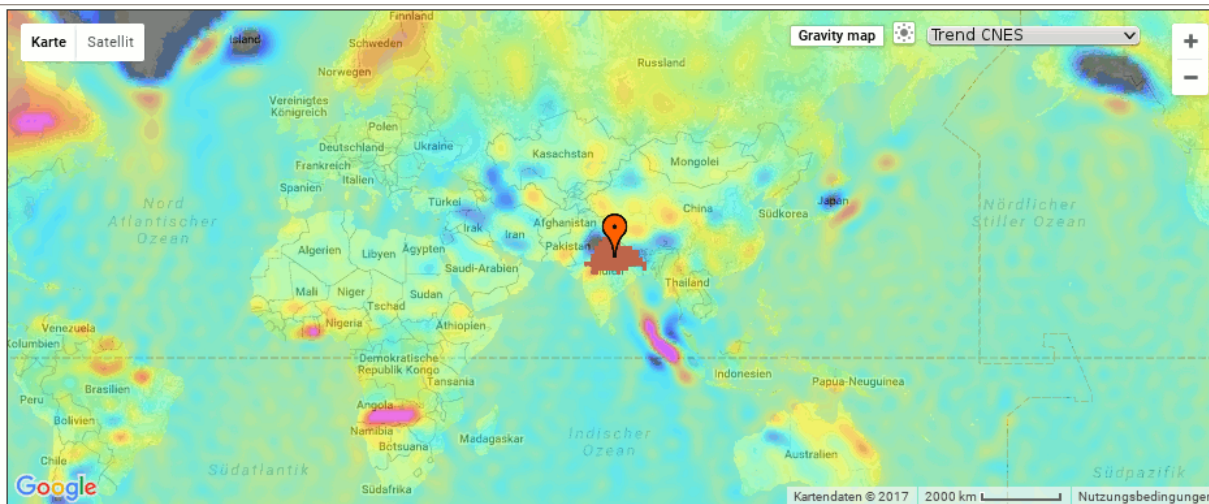 Karte
Satellit
Gravity map
Trend CNES
+
−
Finnland
Island
Schweden
Norwegen
Russland
Vereinigtes
Königreich
Polen
Deutschland
Ukraine
Kasachstan
Mongolei
Frankreich
Italien
Spanien
Türkei
Nord
Atlantischer
Ozean
Nördlicher
Stiller Ozean
Japan
China
Südkorea
Afghanistan
Irak
Iran
Pakistan
Algerien
Libyen
Ägypten
Saudi-Arabien
Indien
Thailand
Mali
Niger
Sudan
Tschad
Nigeria
Äthiopien
Venezuela
Kolumbien
Demokratische
Republik Kongo
Tansania
Indonesien
Papua-Neuguinea
Brasilien
Peru
Angola
Bolivien
Namibia
Botsuana
Madagaskar
Indischer
Ozean
Australien
Chile
Südatlantik
Südpazifik
Südafrika
Google
Kartendaten © 2017
2000 km
Nutzungsbedingungen